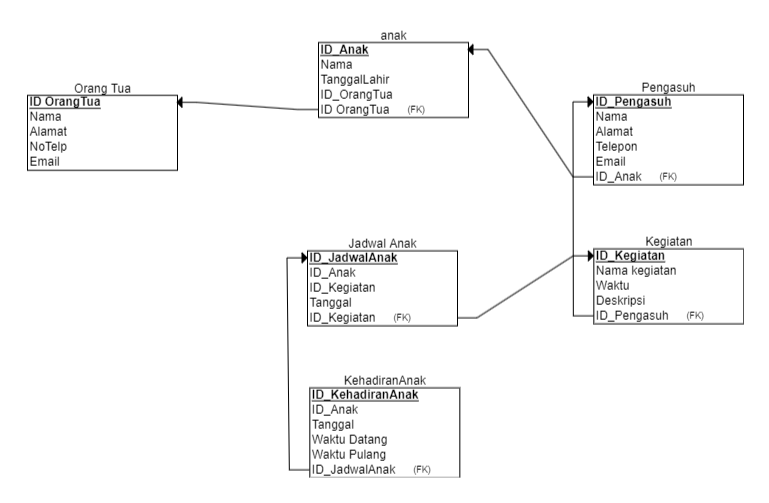 anak
ID_Anak
Nama
TanggalLahir
ID_OrangTua
ID OrangTua (FK)
Orang Tua
ID OrangTua
Nama
Alamat
NoTelp
Email
Pengasuh
ID_Pengasuh
Nama
Alamat
Telepon
Email
ID_Anak (FK)
Jadwal Anak
ID_JadwalAnak
ID_Anak
ID_Kegiatan
Tanggal
ID_Kegiatan (FK)
Kegiatan
ID_Kegiatan
Nama kegiatan
Waktu
Deskripsi
ID_Pengasuh (FK)
KehadiranAnak
ID_KehadiranAnak
ID_Anak
Tanggal
Waktu Datang
Waktu Pulang
ID_JadwalAnak (FK)